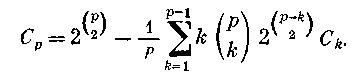 C_p = 2^{\binom{p}{2}} - \frac{1}{p} \sum_{k=1}^{p-1} k \binom{p}{k} 2^{\binom{p-k}{2}} C_k.